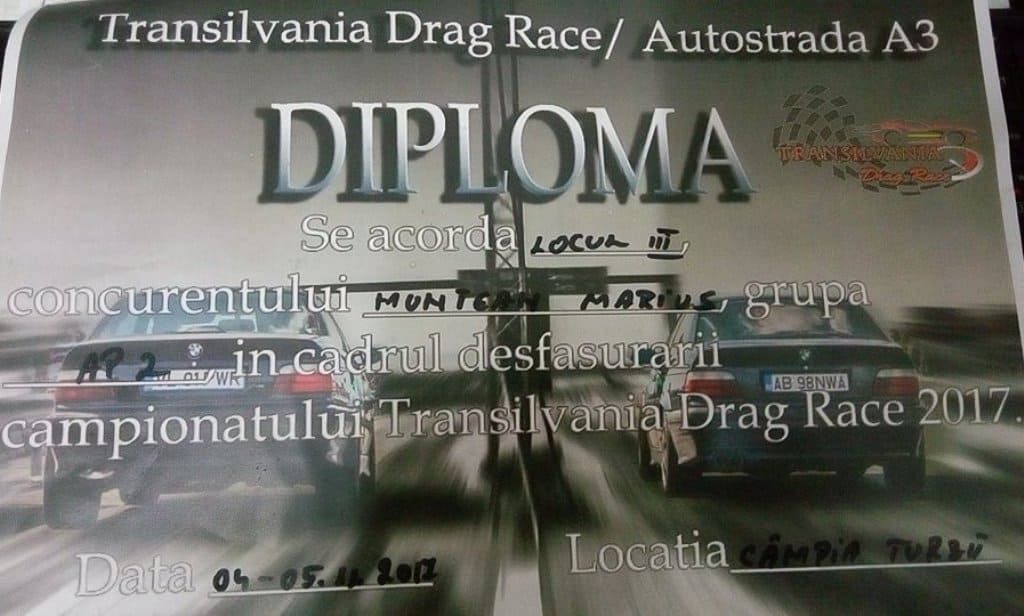 Transilvania Drag Race/ Autostrada A3
DIPLOMA
TRANSILVANIA
Drag Race
Se acorda LOCUL III,
concurentului MUNTEAN MARIUS, grupa
AP 2 in cadrul desfasurarii
AB 98NWA
campionatului Transilvania Drag Race 2017.
Data 04-05.11.2017
Locatia CÂMPIA TURZII